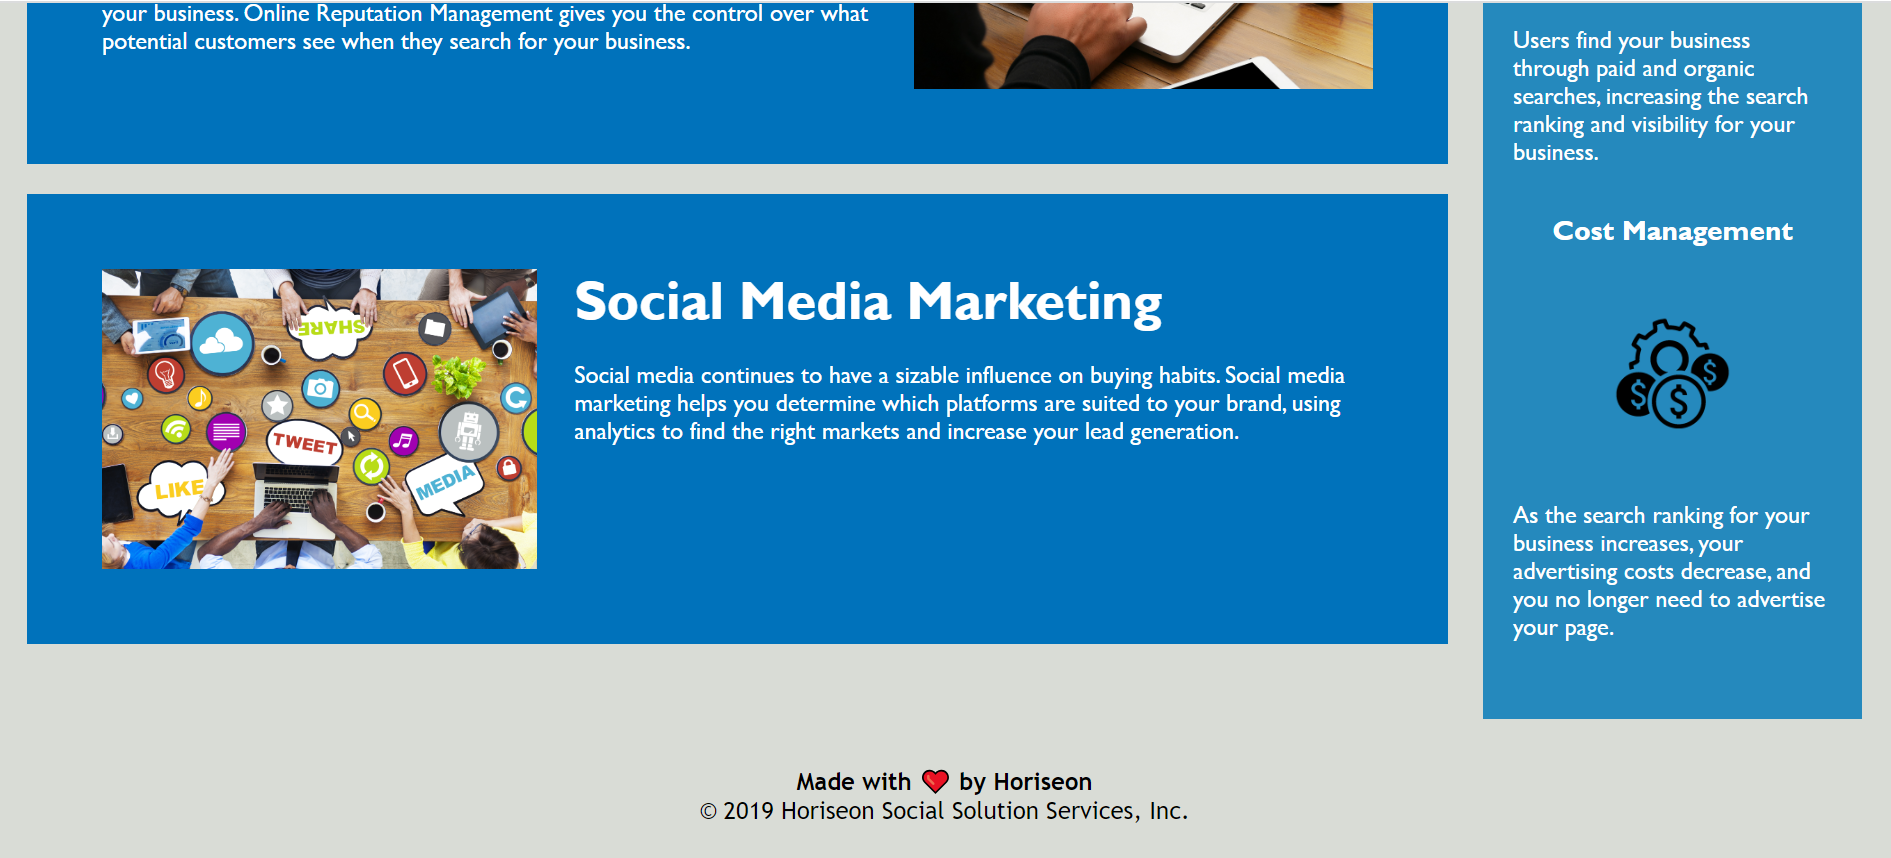 your business. Online Reputation Management gives you the control over what
potential customers see when they search for your business.
Social Media Marketing
Social media continues to have a sizable influence on buying habits. Social media
marketing helps you determine which platforms are suited to your brand, using
analytics to find the right markets and increase your lead generation.
SHARE
TWEET
LIKE
MEDIA
Users find your business
through paid and organic
searches, increasing the search
ranking and visibility for your
business.
Cost Management
$ $ $
As the search ranking for your
business increases, your
advertising costs decrease, and
you no longer need to advertise
your page.
Made with ❤️ by Horiseon
© 2019 Horiseon Social Solution Services, Inc.